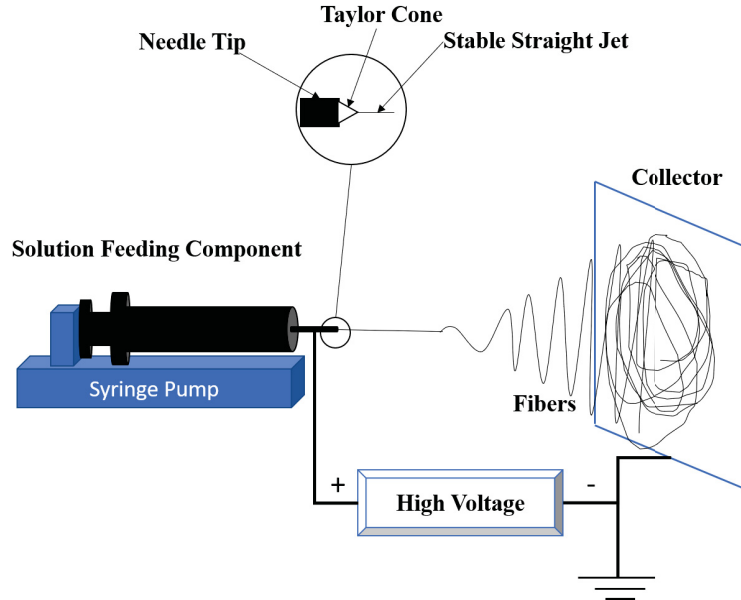 Taylor Cone
Needle Tip
Stable Straight Jet
Collector
Solution Feeding Component
Syringe Pump
Fibers
+
High Voltage
-